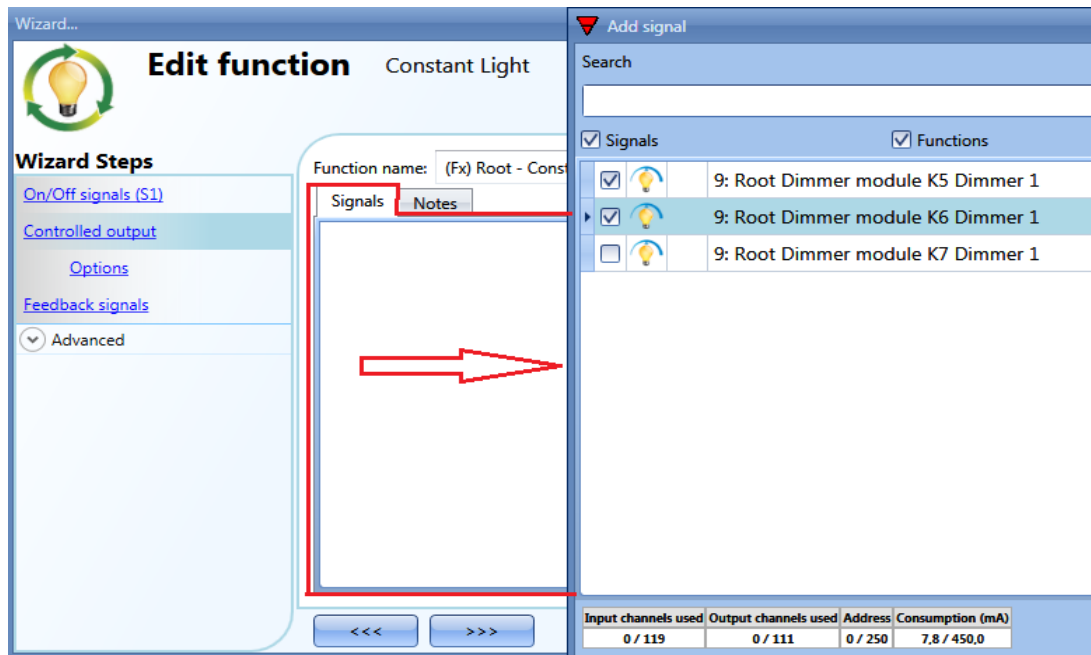 Wizard...
Edit function
Constant Light
Wizard Steps
On/Off signals (S1)
Controlled output
Options
Feedback signals
Advanced
Function name: (Fx) Root - Const
Signals Notes
<<< >>>
Add signal
Search
Signals Functions
9: Root Dimmer module K5 Dimmer 1
9: Root Dimmer module K6 Dimmer 1
9: Root Dimmer module K7 Dimmer 1
Input channels used Output channels used Address Consumption (mA)
0 / 119 0 / 111 0 / 250 7,8 / 450,0